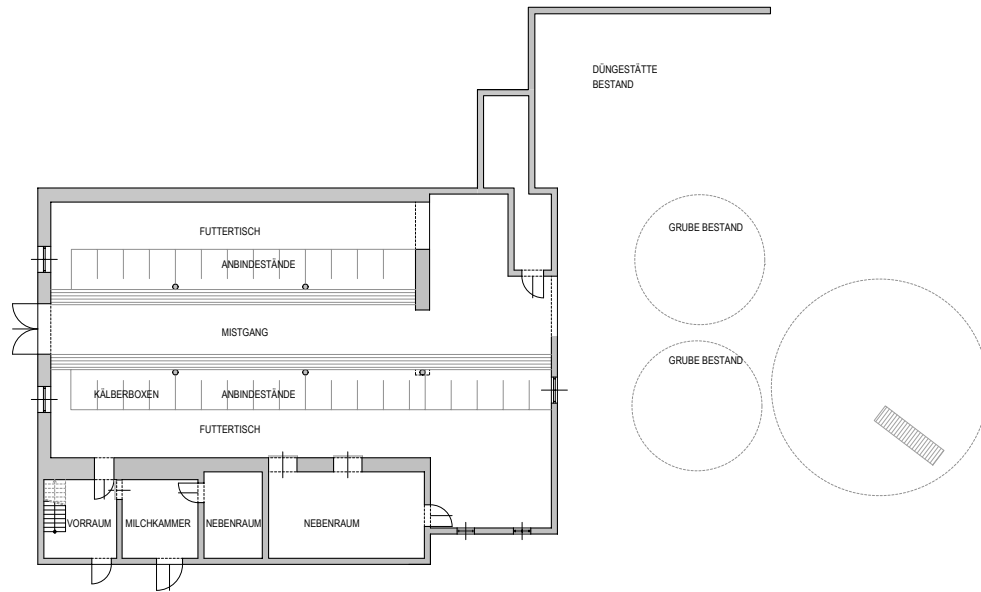 DÜNGESTÄTTE
BESTAND
FUTTERTISCH
GRUBE BESTAND
ANBINDESTÄNDE
MISTGANG
GRUBE BESTAND
KÄLBERBOXEN
ANBINDESTÄNDE
FUTTERTISCH
VORRAUM
MILCHKAMMER
NEBENRAUM
NEBENRAUM